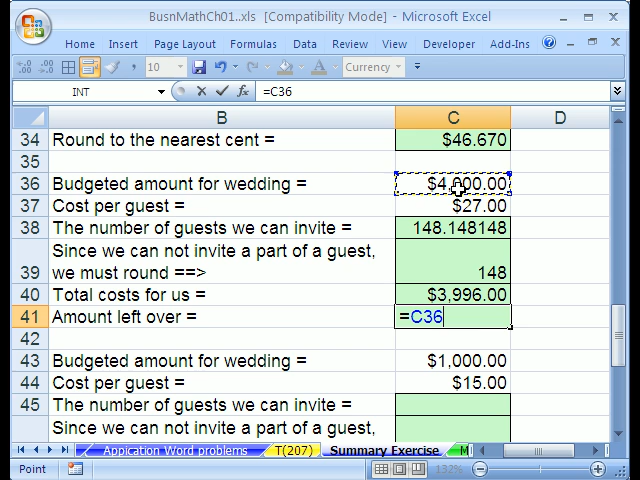 BusnMathCh01..xls [Compatibility Mode] - Microsoft Excel
Home Insert Page Layout Formulas Data Review View Developer Add-Ins
10 Currency
INT =C36
B C D
34 Round to the nearest cent = $46.670
35
36 Budgeted amount for wedding =
37 Cost per guest = $27.00
38 The number of guests we can invite = 148.148148
Since we can not invite a part of a guest,
39 we must round ==> 148
40 Total costs for us = $3,996.00
41 Amount left over = =C36
42
43 Budgeted amount for wedding = $1,000.00
44 Cost per guest = $15.00
45 The number of guests we can invite =
Since we can not invite a part of a guest,
Appication Word problems T(207) Summary Exercise M
Point 132%